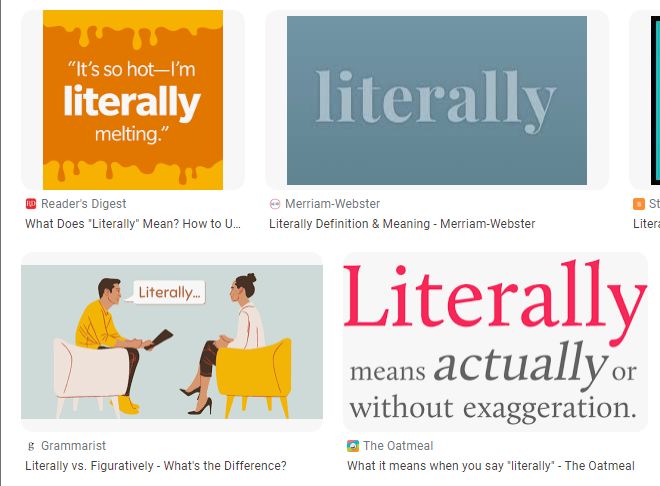 “It’s so hot—I’m
literally
melting.”
literally
Reader's Digest
What Does "Literally" Mean? How to U...
Merriam-Webster
Literally Definition & Meaning - Merriam-Webster
St
Litera
Literally...
Literally
means actually or
without exaggeration.
g Grammarist
Literally vs. Figuratively - What's the Difference?
The Oatmeal
What it means when you say "literally" - The Oatmeal